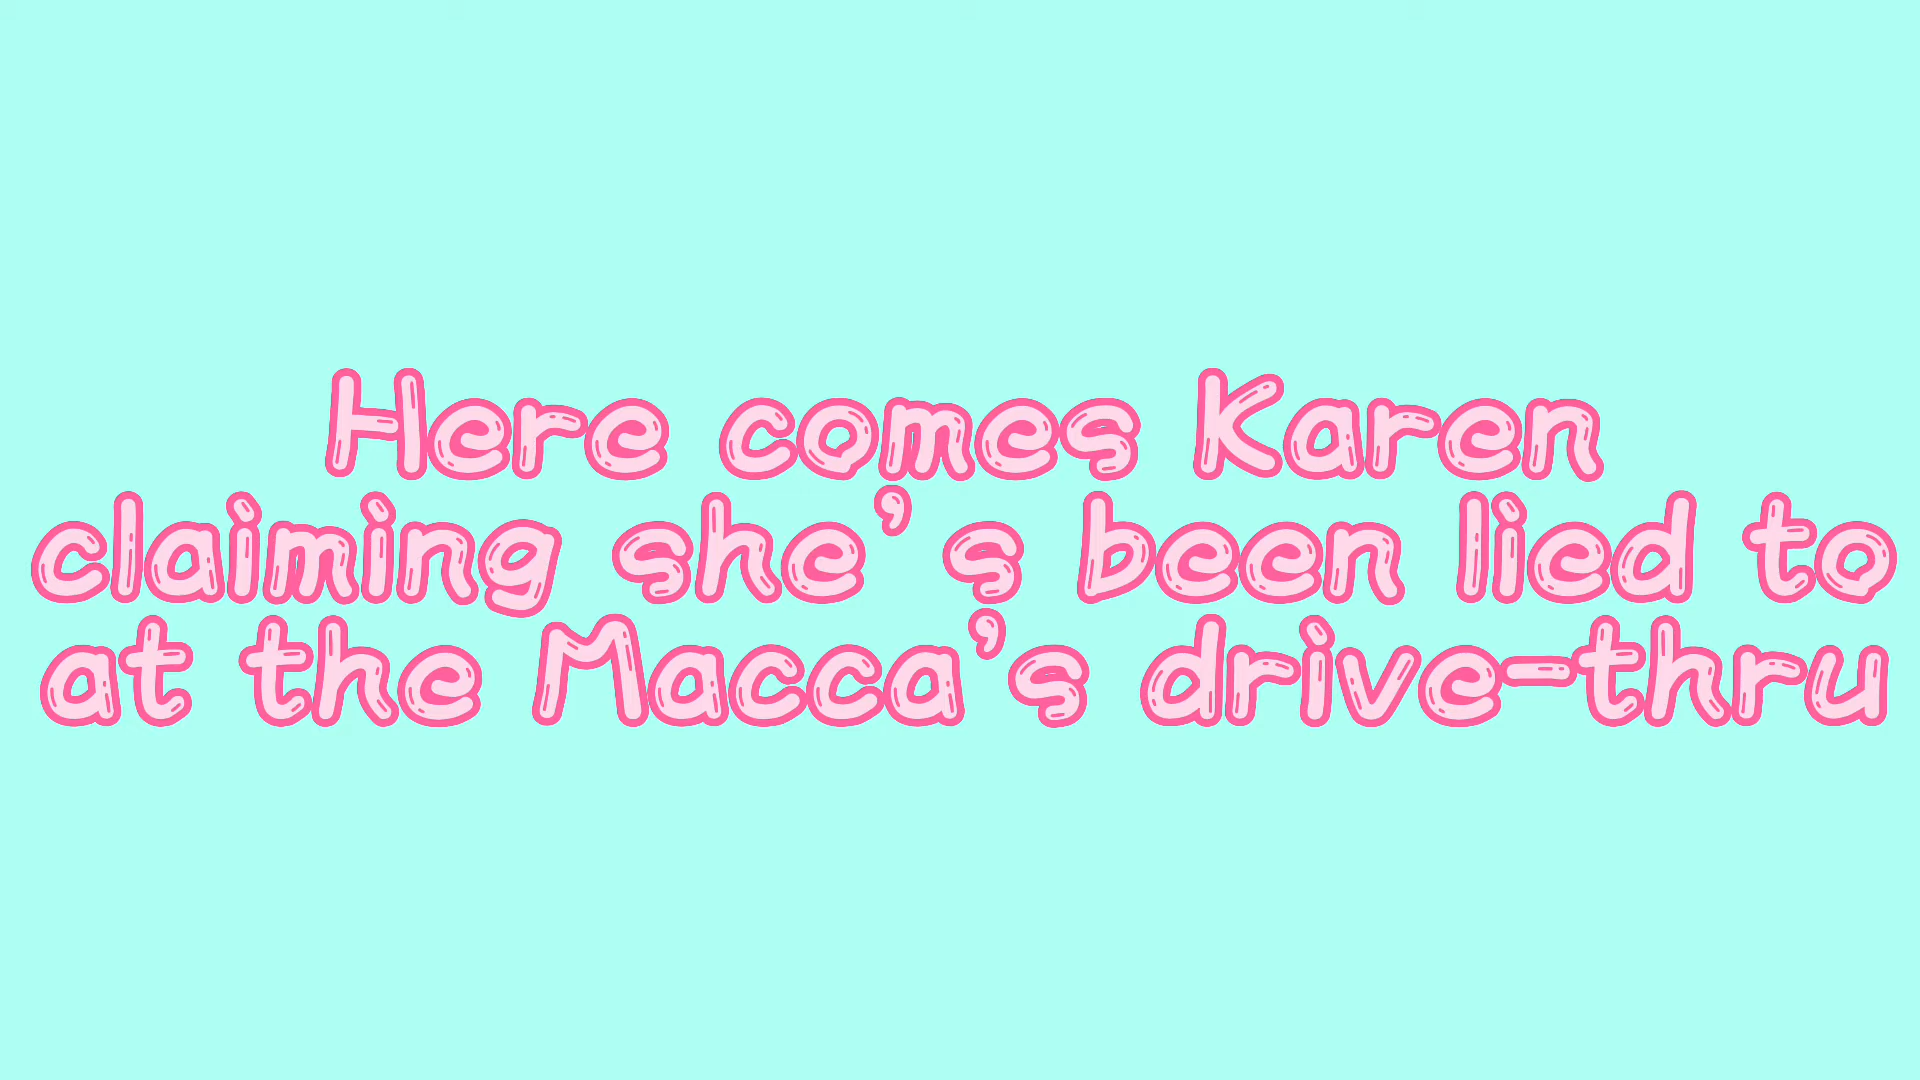 Here comes Karen
claiming she’s been lied to
at the Macca’s drive-thru